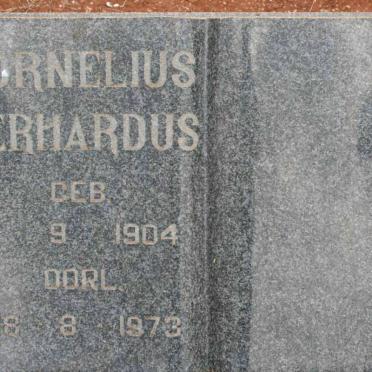 ORNELIUS
ERHARDUS
GEB
9 1904
OORL.
8 - 8 - 1973